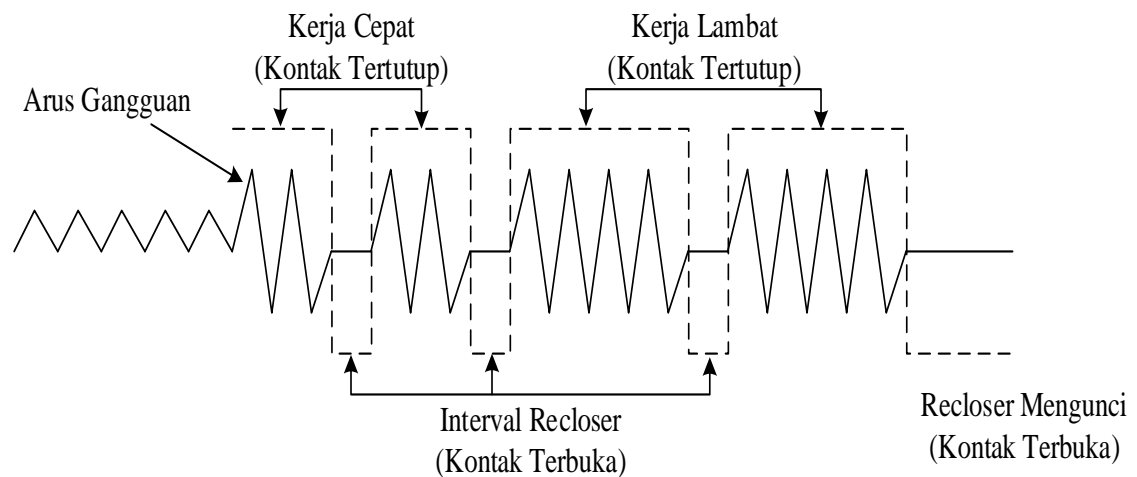 Kerja Cepat
(Kontak Tertutup)
Kerja Lambat
(Kontak Tertutup)
Arus Gangguan
Interval Recloser
(Kontak Terbuka)
Recloser Mengunci
(Kontak Terbuka)